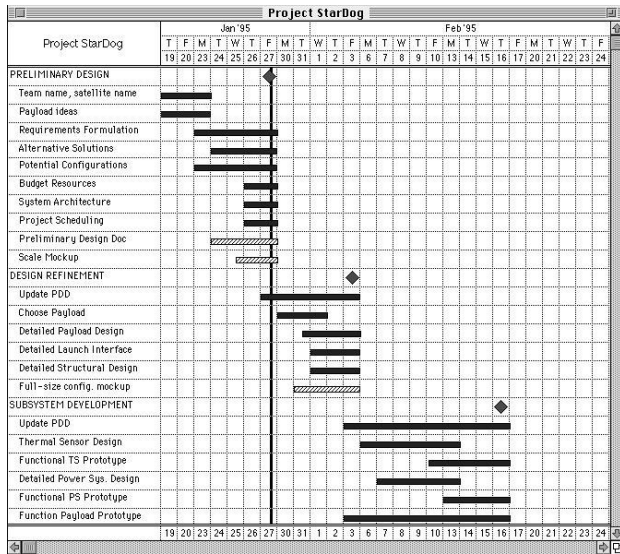 Project StarDog
Jan '95 Feb '95
Project StarDog
T F M T W T F M T W T F M T W T F M T W T F M T W T F
19 20 23 24 25 26 27 30 31 1 2 3 6 7 8 9 10 13 14 15 16 17 20 21 22 23 24
PRELIMINARY DESIGN
Team name, satellite name
Payload ideas
Requirements Formulation
Alternative Solutions
Potential Configurations
Budget Resources
System Architecture
Project Scheduling
Preliminary Design Doc
Scale Mockup
DESIGN REFINEMENT
Update PDD
Choose Payload
Detailed Payload Design
Detailed Launch Interface
Detailed Structural Design
Full-size config. mockup
SUBSYSTEM DEVELOPMENT
Update PDD
Thermal Sensor Design
Functional TS Prototype
Detailed Power Sys. Design
Functional PS Prototype
Function Payload Prototype
19 20 23 24 25 26 27 30 31 1 2 3 6 7 8 9 10 13 14 15 16 17 20 21 22 23 24